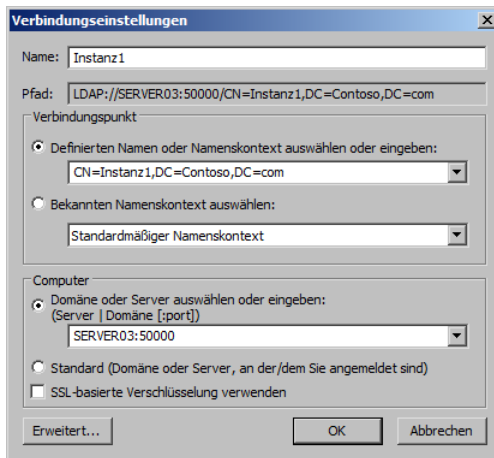 Verbindungseinstellungen
Name: Instanz1
Pfad: LDAP://SERVER03:50000/CN=Instanz1,DC=Contoso,DC=com
Verbindungspunkt
Definierten Namen oder Namenskontext auswählen oder eingeben:
CN=Instanz1,DC=Contoso,DC=com
Bekannten Namenskontext auswählen:
Standardmäßiger Namenskontext
Computer
Domäne oder Server auswählen oder eingeben:
(Server | Domäne [:port])
SERVER03:50000
Standard (Domäne oder Server, an der/dem Sie angemeldet sind)
SSL-basierte Verschlüsselung verwenden
Erweitert... OK Abbrechen